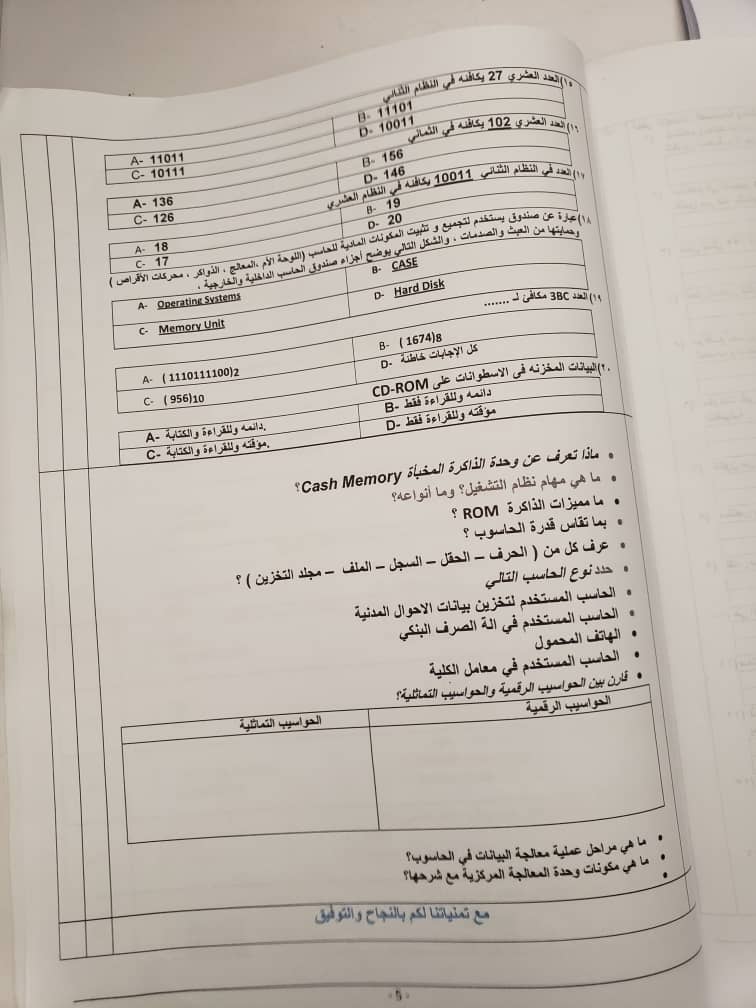 ١٥)العدد العشري 27 يكافئه في النظام الثنائي
A- 11011 B- 11101
C- 10111 D- 10011
١٦)العدد العشري 102 يكافئه في الثماني
A- 136 B- 156
C- 126 D- 146
١٧)العدد في النظام الثنائي 10011 يكافئه في النظام العشري
A- 18 B- 19
C- 17 D- 20
١٨)عبارة عن صندوق يستخدم لتجميع و تثبيت المكونات المادية للحاسب (اللوحة الأم ،المعالج ، الذواكر ، محركات الأقراص )
وحمايتها من العبث والصدمات ، والشكل التالي يوضح أجزاء صندوق الحاسب الداخلية والخارجية .
A- Operating Systems B- CASE
C- Memory Unit D- Hard Disk
١٩)العدد 3BC مكافئ لـ .......
A- (1110111100)2 B- (1674)8
C- (956)10 D- كل الإجابات خاطئة
٢٠)البيانات المخزنه في الاسطوانات على CD-ROM
A- دائمه وللقراءة والكتابة. B- دائمه وللقراءة فقط
C- مؤقته وللقراءة والكتابة. D- مؤقته وللقراءة فقط
• ماذا تعرف عن وحدة الذاكرة المخبأة Cash Memory؟
• ما هي مهام نظام التشغيل؟ وما أنواعه؟
• ما مميزات الذاكرة ROM ؟
• بما تقاس قدرة الحاسوب ؟
• عرف كل من ( الحرف – الحقل – السجل – الملف – مجلد التخزين ) ؟
• حدد نوع الحاسب التالي
• الحاسب المستخدم لتخزين بيانات الاحوال المدنية
• الحاسب المستخدم في الة الصرف البنكي
• الهاتف المحمول
• الحاسب المستخدم في معامل الكلية
• قارن بين الحواسيب الرقمية والحواسيب التماثلية؟
الحواسيب الرقمية الحواسيب التماثلية
• ما هي مراحل عملية معالجة البيانات في الحاسوب؟
• ما هي مكونات وحدة المعالجة المركزية مع شرحها؟
•
مع تمنياتنا لكم بالنجاح والتوفيق